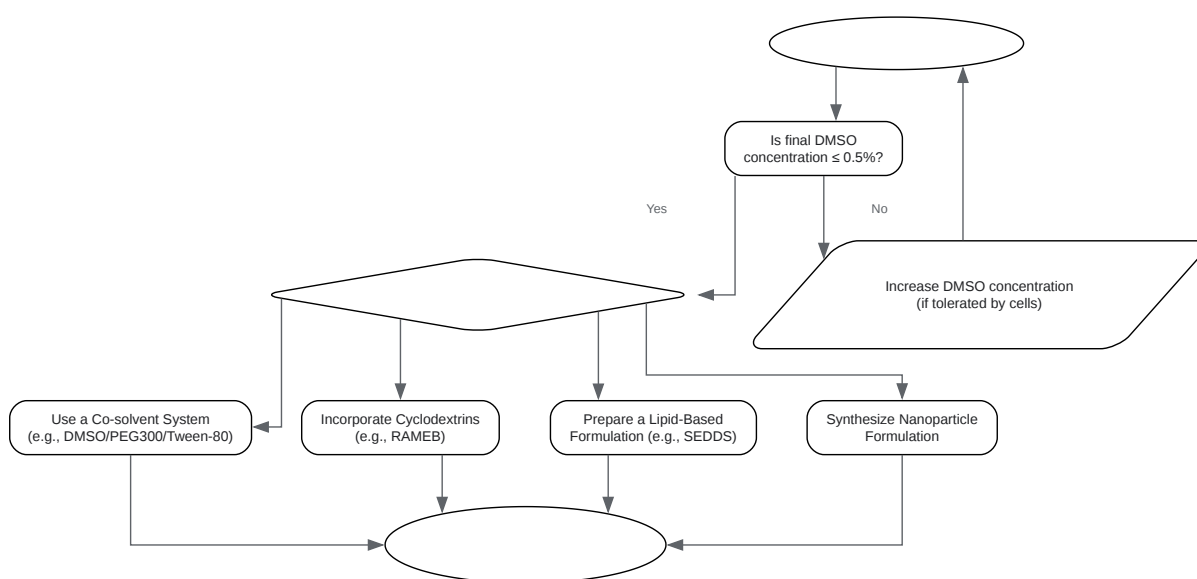 Is final DMSO
concentration ≤ 0.5%?
Yes
No
Increase DMSO concentration
(if tolerated by cells)
Use a Co-solvent System
(e.g., DMSO/PEG300/Tween-80)
Incorporate Cyclodextrins
(e.g., RAMEB)
Prepare a Lipid-Based
Formulation (e.g., SEDDS)
Synthesize Nanoparticle
Formulation